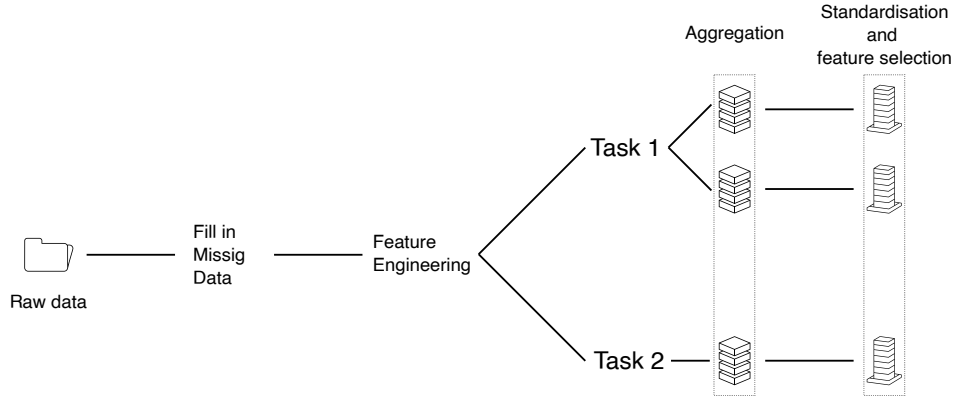 Standardisation
and
feature selection
Aggregation
Task 1
Fill in
Missig
Data
Feature
Engineering
Raw data
Task 2